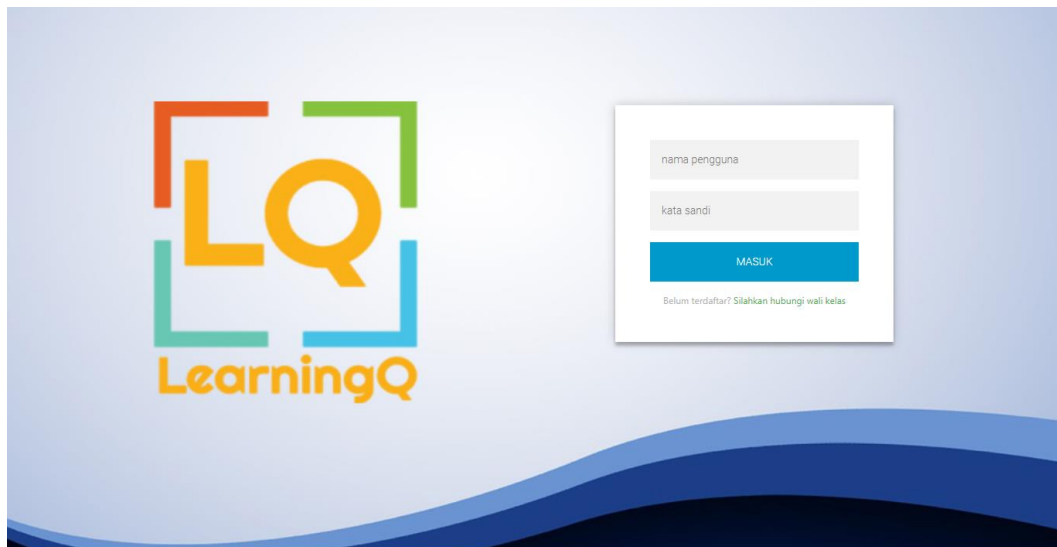 LQ
LearningQ
nama pengguna
kata sandi
MASUK
Belum terdaftar? Silahkan hubungi wali kelas